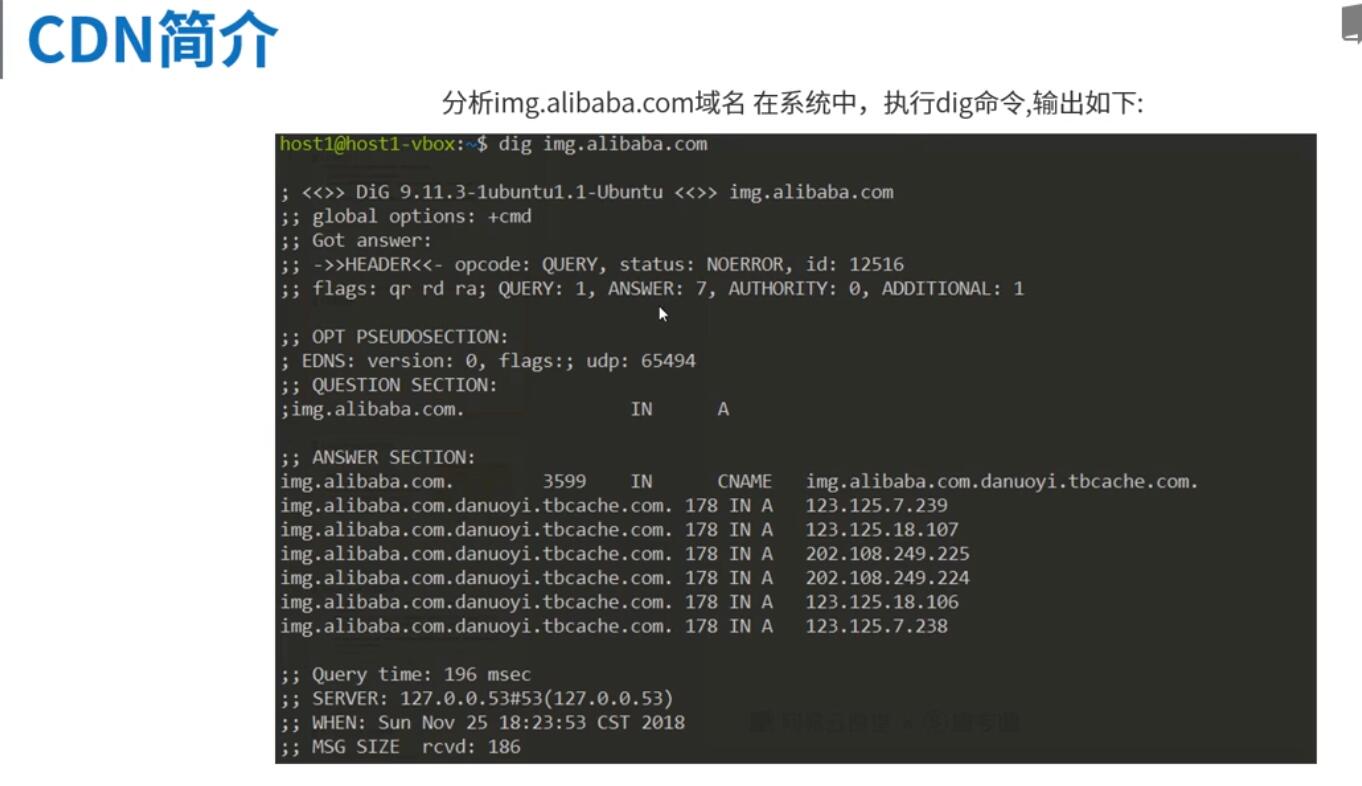 CDN简介
分析img.alibaba.com域名 在系统中，执行dig命令,输出如下:
host1@host1-vbox:~$ dig img.alibaba.com
; <<>> DiG 9.11.3-1ubuntu1.1-Ubuntu <<>> img.alibaba.com
;; global options: +cmd
;; Got answer:
;; ->>HEADER<<- opcode: QUERY, status: NOERROR, id: 12516
;; flags: qr rd ra; QUERY: 1, ANSWER: 7, AUTHORITY: 0, ADDITIONAL: 1
;; OPT PSEUDOSECTION:
; EDNS: version: 0, flags:; udp: 65494
;; QUESTION SECTION:
;img.alibaba.com. IN A
;; ANSWER SECTION:
img.alibaba.com. 3599 IN CNAME img.alibaba.com.danuoyi.tbcache.com.
img.alibaba.com.danuoyi.tbcache.com. 178 IN A 123.125.7.239
img.alibaba.com.danuoyi.tbcache.com. 178 IN A 123.125.18.107
img.alibaba.com.danuoyi.tbcache.com. 178 IN A 202.108.249.225
img.alibaba.com.danuoyi.tbcache.com. 178 IN A 202.108.249.224
img.alibaba.com.danuoyi.tbcache.com. 178 IN A 123.125.18.106
img.alibaba.com.danuoyi.tbcache.com. 178 IN A 123.125.7.238
;; Query time: 196 msec
;; SERVER: 127.0.0.53#53(127.0.0.53)
;; WHEN: Sun Nov 25 18:23:53 CST 2018
;; MSG SIZE rcvd: 186